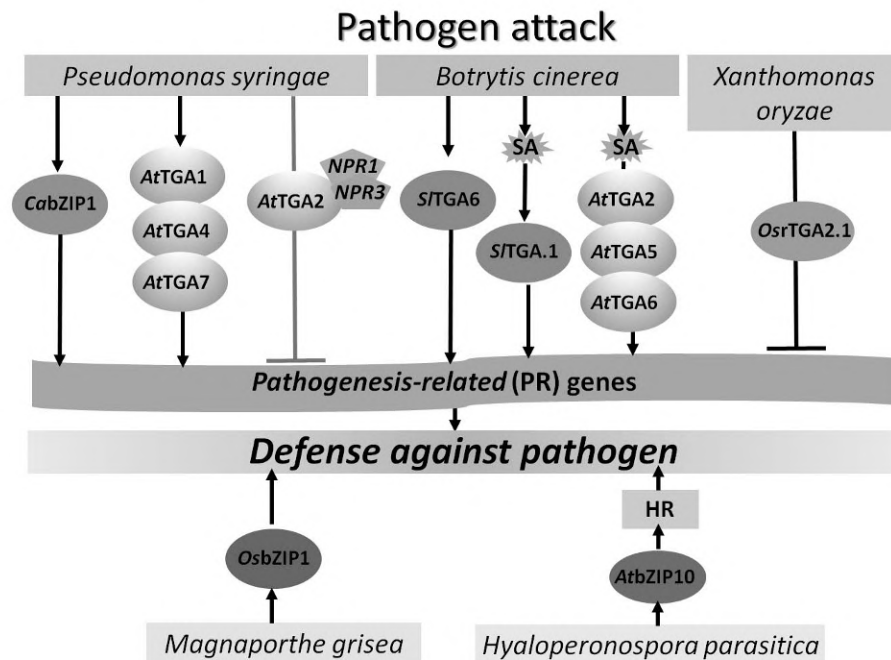 Pathogen attack
Pseudomonas syringae
Botrytis cinerea
Xanthomonas
oryzae
CabZIP1
AtTGA1
AtTGA4
AtTGA7
AtTGA2
NPR1
NPR3
SlTGA6
SA
SlTGA.1
SA
AtTGA2
AtTGA5
AtTGA6
OsrTGA2.1
Pathogenesis-related (PR) genes
Defense against pathogen
OsbZIP1
Magnaporthe grisea
HR
AtbZIP10
Hyaloperonospora parasitica